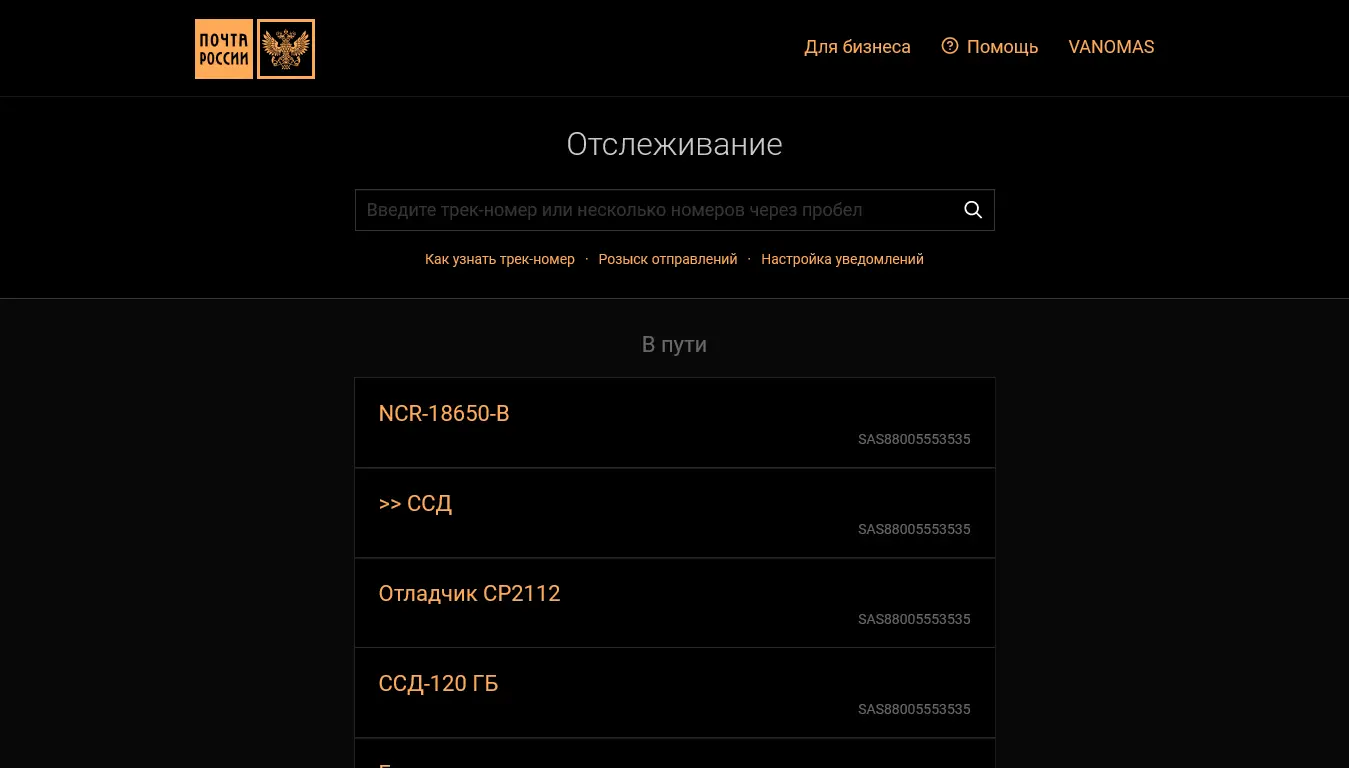 ПОЧТА
РОССИИ
Для бизнеса
Помощь
VANOMAS
Отслеживание
Введите трек-номер или несколько номеров через пробел
Как узнать трек-номер · Розыск отправлений · Настройка уведомлений
В пути
NCR-18650-B
SAS88005553535
>> ССД
SAS88005553535
Отладчик CP2112
SAS88005553535
ССД-120 ГБ
SAS88005553535